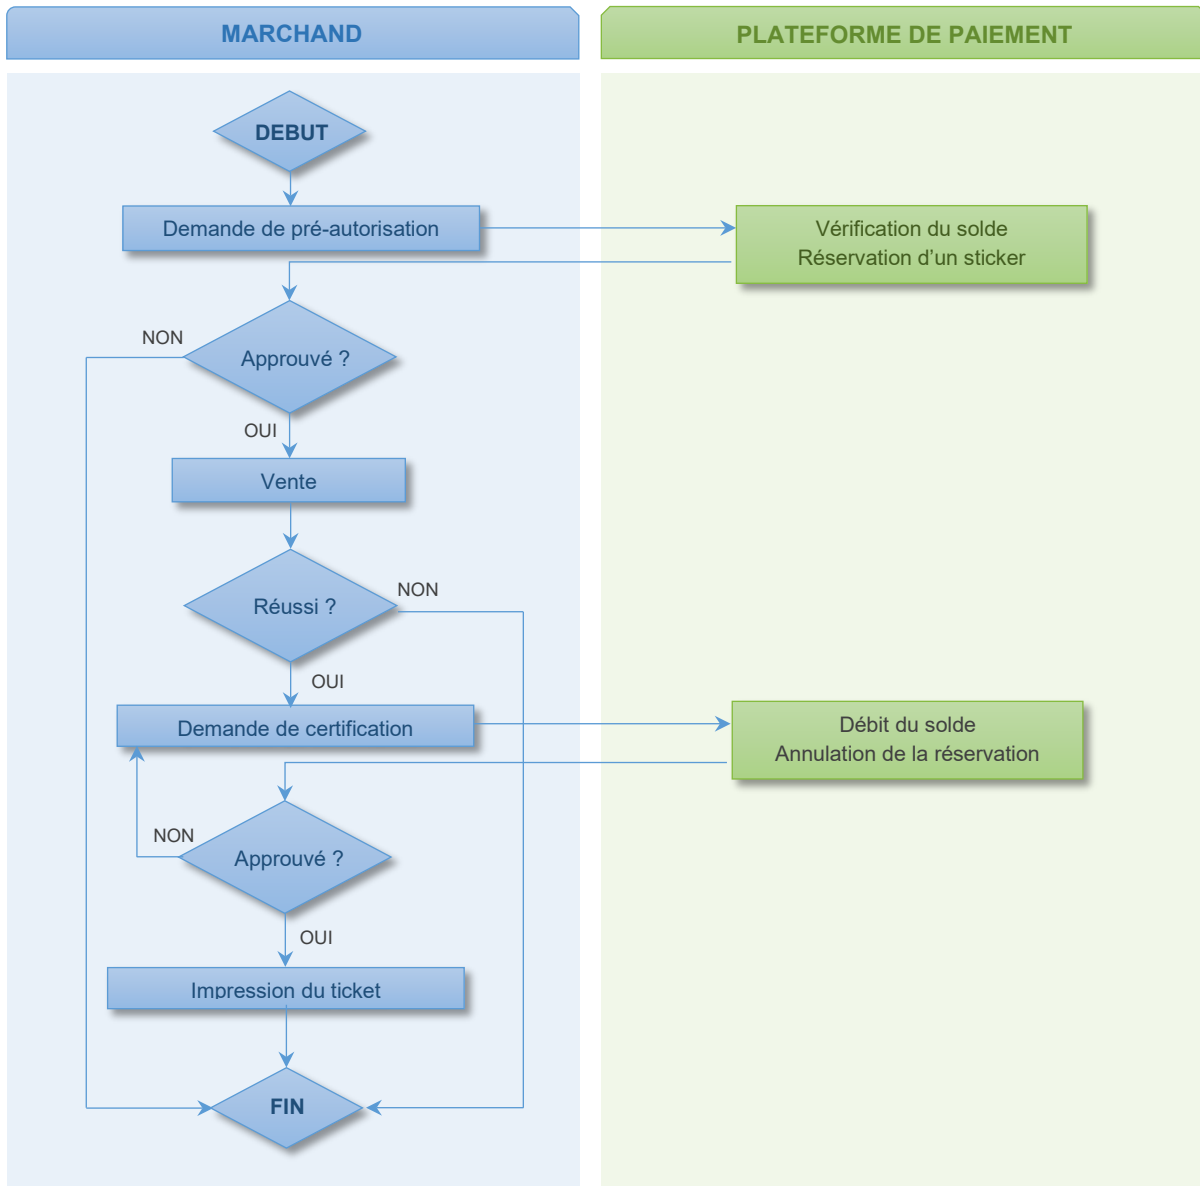 MARCHAND
PLATEFORME DE PAIEMENT
DEBUT
Demande de pré-autorisation
Vérification du solde
Réservation d’un sticker
NON
Approuvé ?
OUI
Vente
Réussi ?
NON
OUI
Demande de certification
Débit du solde
Annulation de la réservation
NON
Approuvé ?
OUI
Impression du ticket
FIN